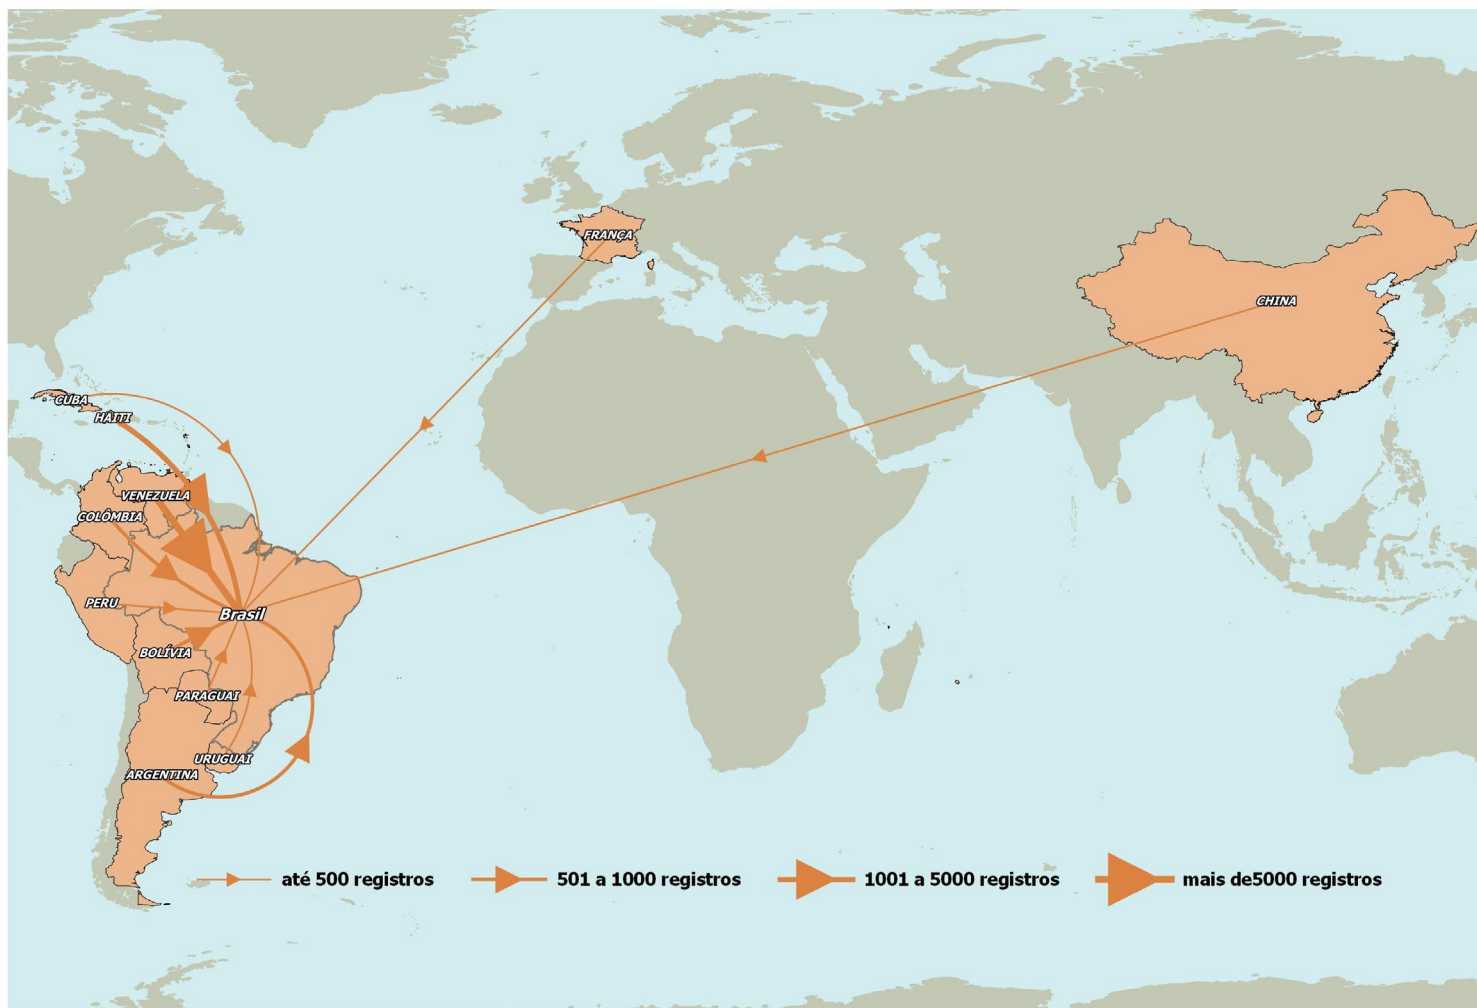 FRANÇA
CHINA
CUBA
HAITI
VENEZUELA
COLÔMBIA
PERU
Brasil
BOLÍVIA
PARAGUAI
URUGUAI
ARGENTINA
até 500 registros
501 a 1000 registros
1001 a 5000 registros
mais de5000 registros